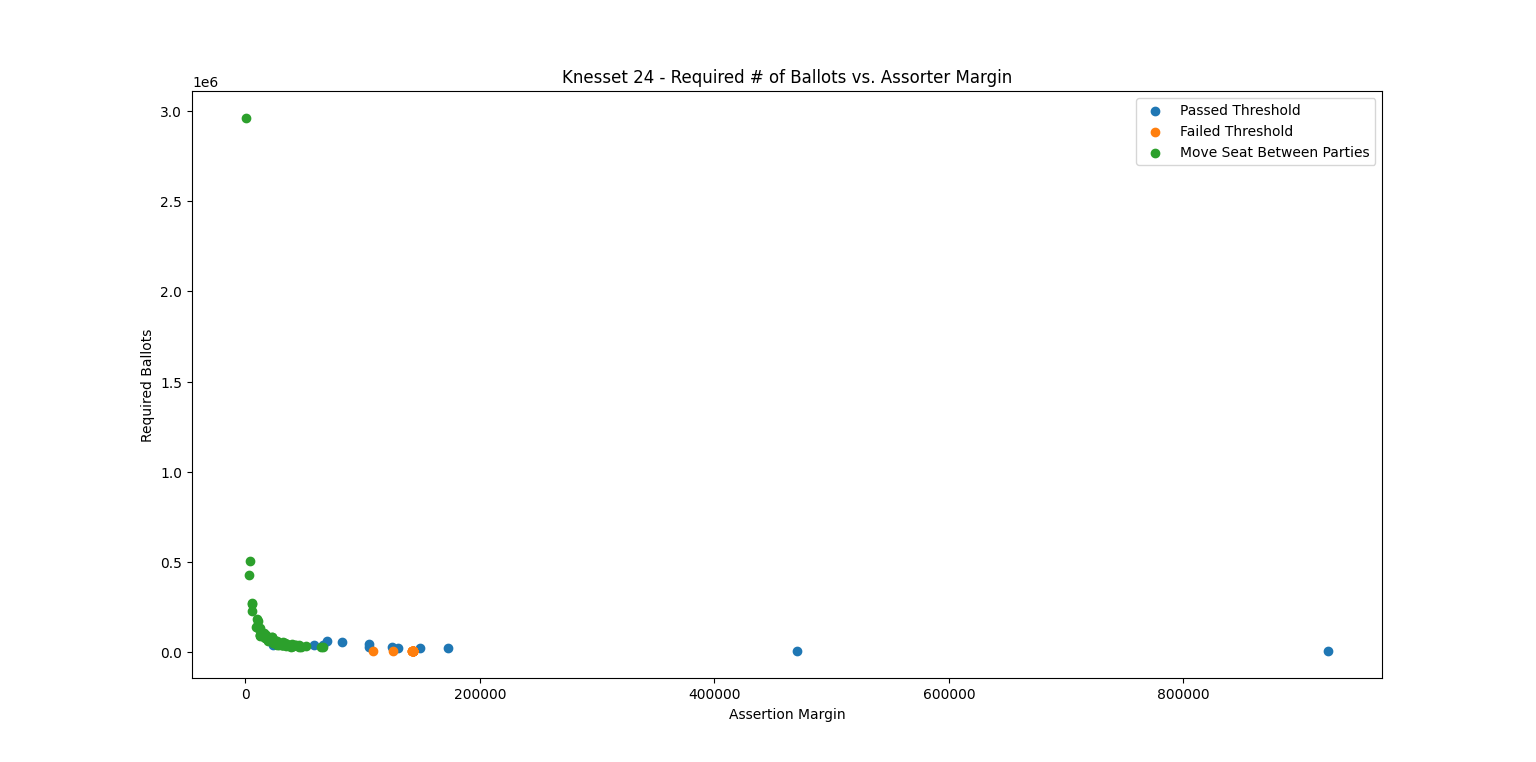 Knesset 24 - Required # of Ballots vs. Assorter Margin
1e6
3.0
2.5
2.0
1.5
1.0
0.5
0.0
Required Ballots
Passed Threshold
Failed Threshold
Move Seat Between Parties
0
200000
400000
600000
800000
Assertion Margin